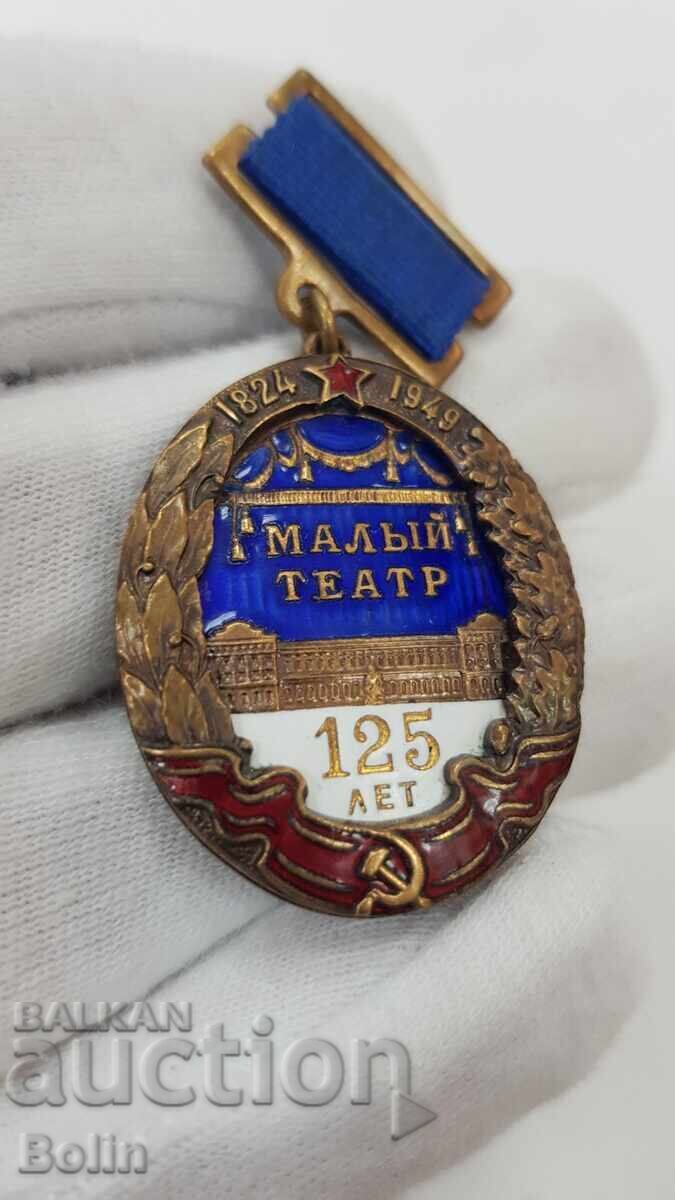 1824 1949
МАЛЫЙ
ТЕАТР
125
ЛЕТ
BALKAN
auction
Bolin